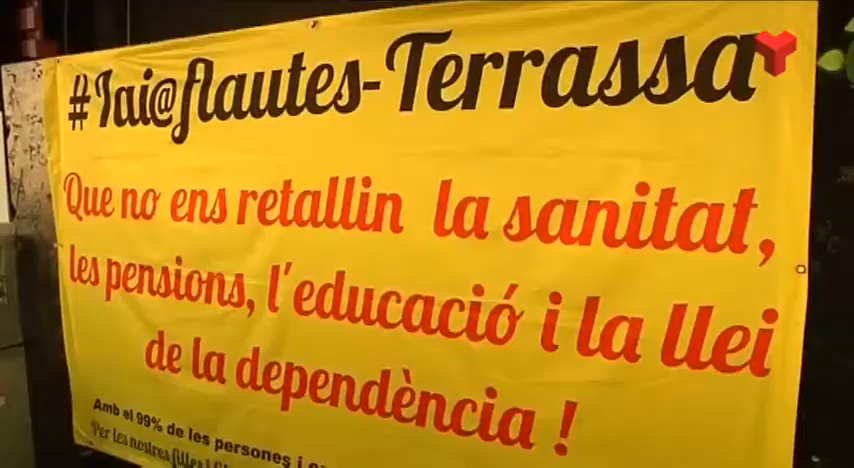 #Iai@flautes-Terrassa
Que no ens retallin la sanitat,
les pensions, l'educació i la llei
de la dependència !
Amb el 99% de les persones i
Per les nostres filles i